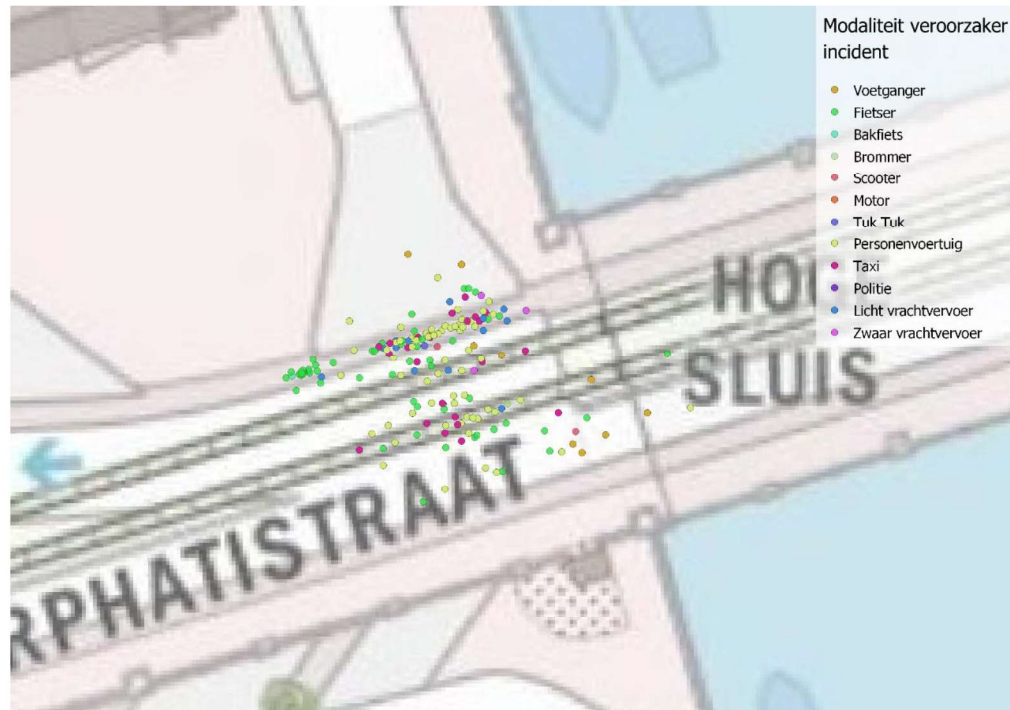 Modaliteit veroorzaker
incident
Voetganger
Fietser
Bakfiets
Brommer
Scooter
Motor
Tuk Tuk
Personenvoertuig
Taxi
Politie
Licht vrachtvervoer
Zwaar vrachtvervoer
SLUIS
RPHATISTRAAT